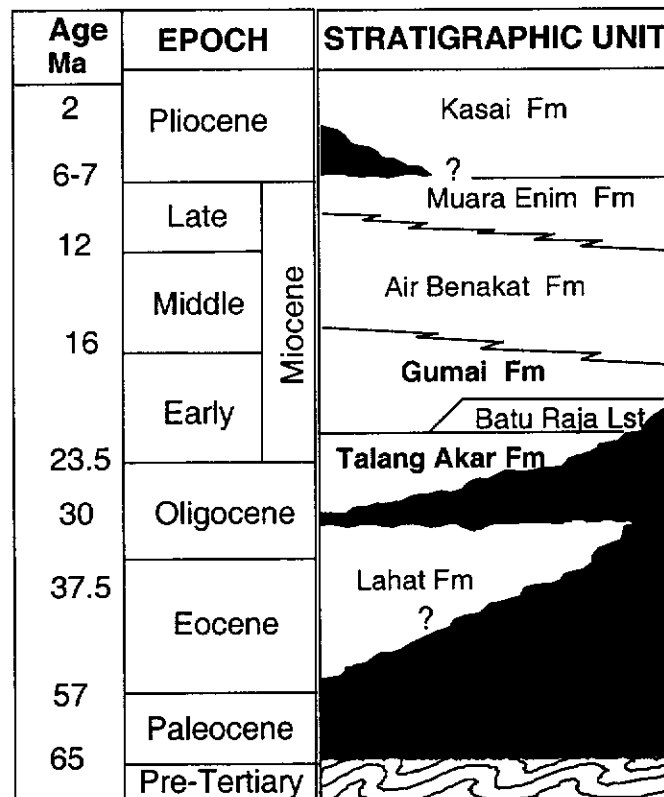 Age
Ma
EPOCH
STRATIGRAPHIC UNIT
2
Pliocene
Kasai Fm
6-7
?
Late
Muara Enim Fm
12
Miocene
Middle
Air Benakat Fm
16
Gumai Fm
Early
Batu Raja Lst
23.5
Talang Akar Fm
30
Oligocene
37.5
Lahat Fm
?
Eocene
57
Paleocene
65
Pre-Tertiary